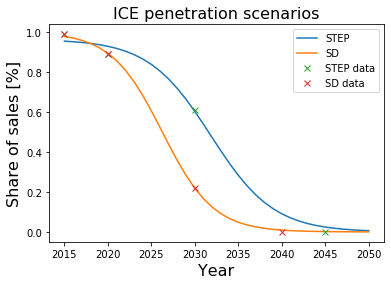 ICE penetration scenarios
Share of sales [%]
1.0
0.8
0.6
0.4
0.2
0.0
STEP
SD
STEP data
SD data
2015 2020 2025 2030 2035 2040 2045 2050
Year